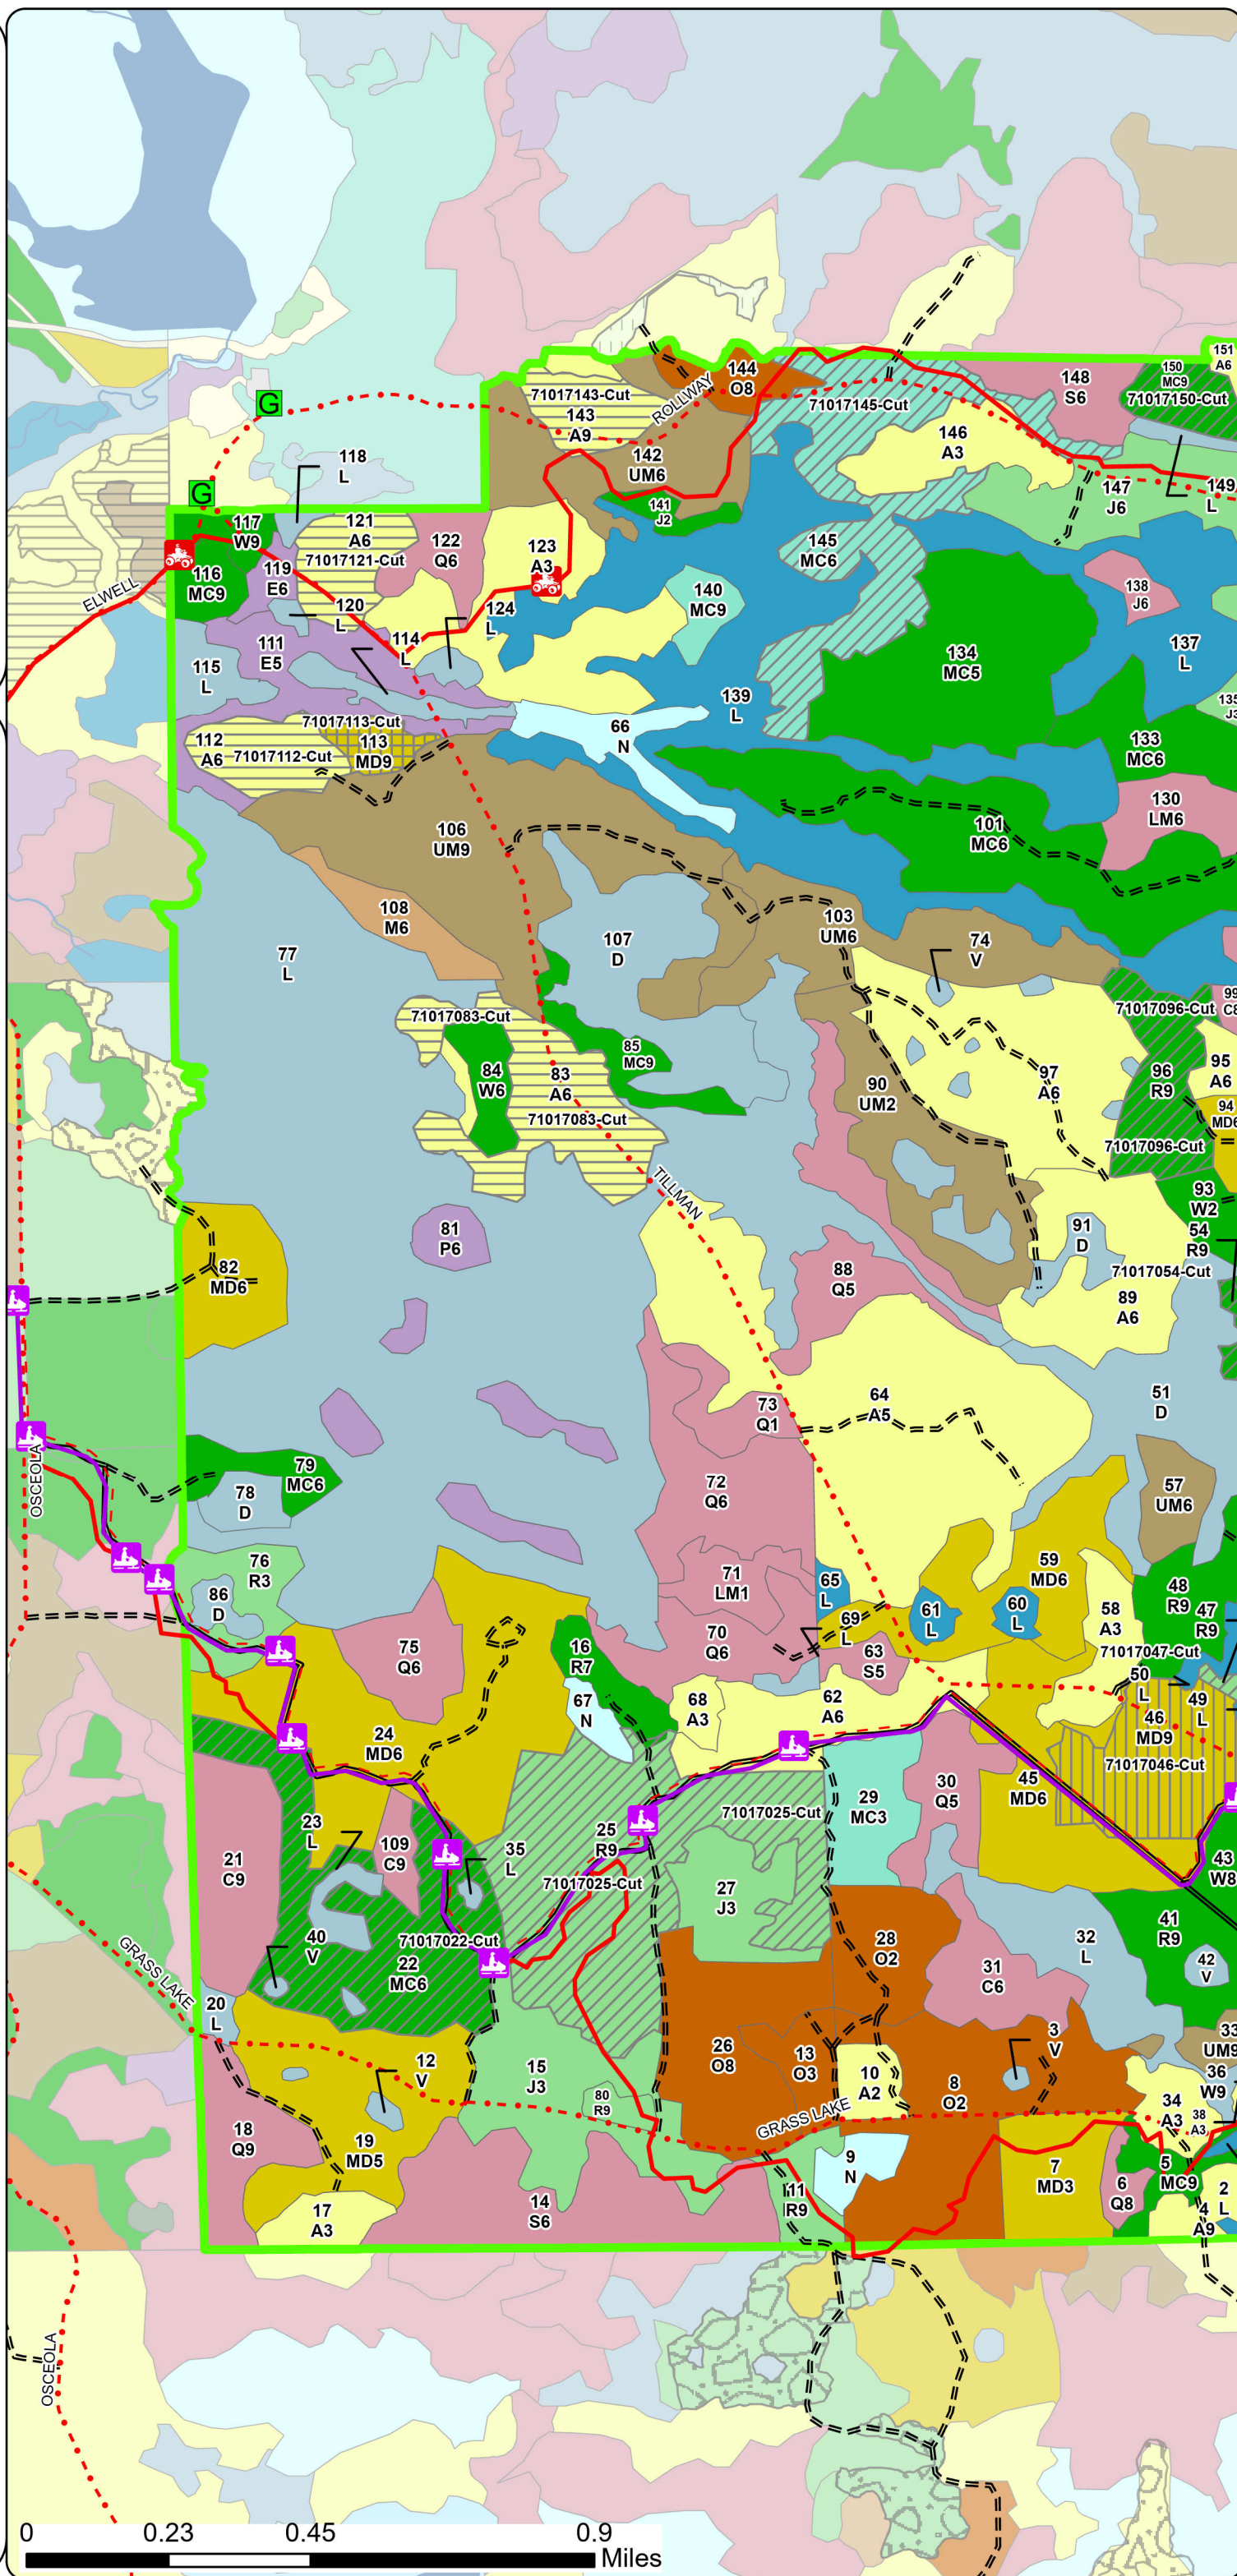 151
A6
144
O8
148
S6
150
MC9
71017150-Cut
71017143-Cut
143
A9
ROLLWAY
71017145-Cut
G
146
A3
142
UM6
118
L
147
J6
149
L
G
141
J2
117
W9
121
A6
71017121-Cut
122
Q6
123
A3
145
MC6
116
MC9
119
E6
ELWELL
140
MC9
138
J6
120
L
124
L
114
L
111
E5
115
L
134
MC5
137
L
139
L
135
J3
71017113-Cut
112
A6
71017112-Cut
113
MD9
66
N
133
MC6
106
UM9
101
MC6
130
LM6
108
M6
103
UM6
107
D
77
L
74
V
71017083-Cut
71017096-Cut
99
C8
85
MC9
84
W6
83
A6
71017083-Cut
90
UM2
97
A6
96
R9
95
A6
94
MD6
71017096-Cut
TILLMAN
93
W2
81
P6
91
D
54
R9
71017054-Cut
82
MD6
88
Q5
89
A6
64
A5
73
Q1
51
D
OSCEOLA
79
MC6
78
D
72
Q6
57
UM6
76
R3
86
D
71
LM1
65
L
59
MD6
48
R9
47
R9
61
L
60
L
58
A3
69
L
75
Q6
16
R7
70
Q6
63
S5
71017047-Cut
50
L
67
N
68
A3
62
A6
49
L
46
MD9
24
MD6
71017046-Cut
45
MD6
30
Q5
29
MC3
71017025-Cut
23
L
109
C9
25
R9
35
L
21
C9
71017025-Cut
27
J3
43
W8
GRASS LAKE
40
V
71017022-Cut
22
MC6
28
O2
31
C6
32
L
41
R9
42
V
20
L
3
V
33
UM9
12
V
15
J3
26
O8
13
O3
10
A2
8
O2
36
W9
80
R9
34
A3
38
A3
GRASS LAKE
18
Q9
19
MD5
9
N
7
MD3
6
Q8
5
MC9
2
L
17
A3
14
S6
11
R9
4
A9
OSCEOLA
0 0.23 0.45 0.9
Miles